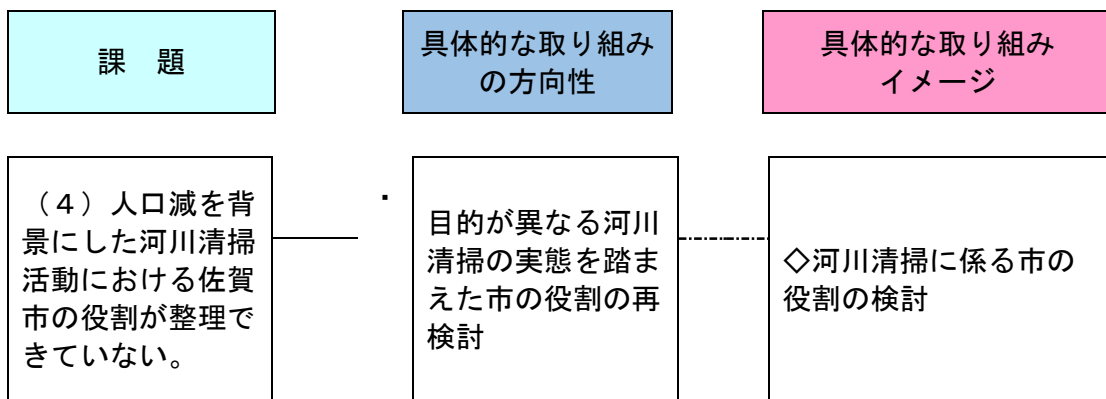 課　題
具体的な取り組み
の方向性
具体的な取り組み
イメージ
（４）人口減を背
景にした河川清掃
活動における佐賀
市の役割が整理で
きていない。
目的が異なる河川
清掃の実態を踏ま
えた市の役割の再
検討
◇河川清掃に係る市の
役割の検討